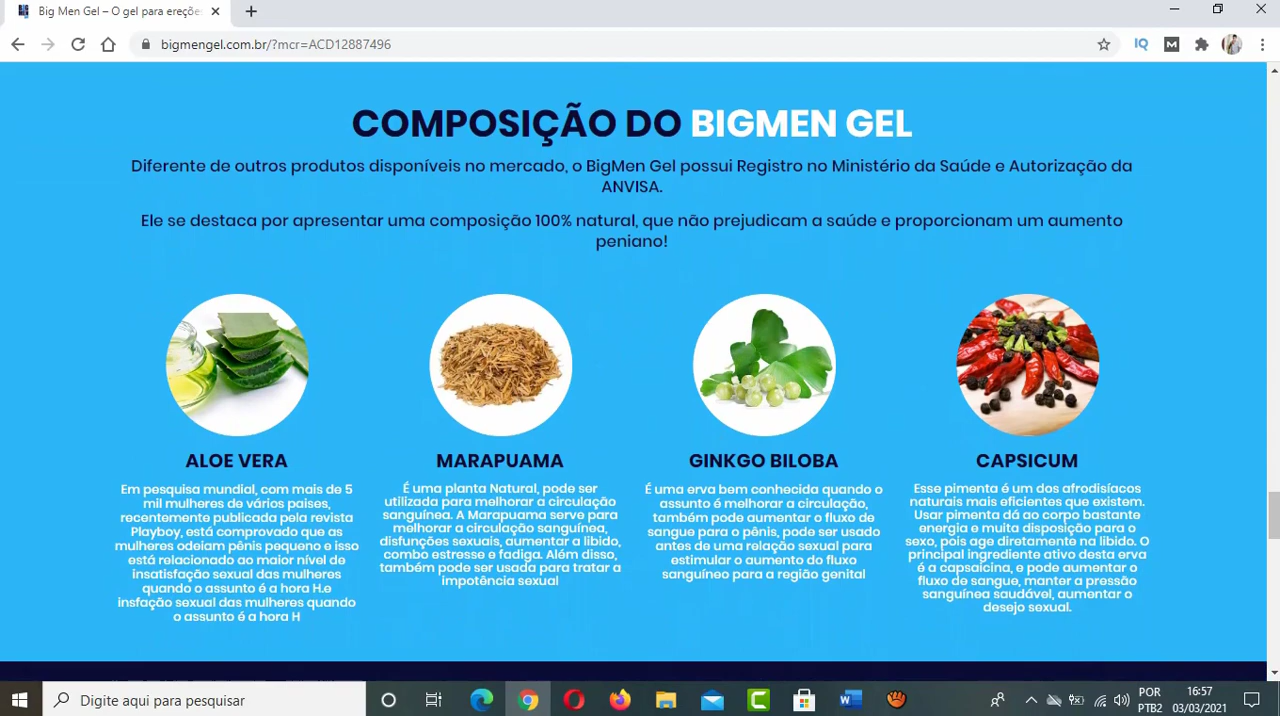 Big Men Gel – O gel para ereçõe
bigmengel.com.br/?mcr=ACD12887496
COMPOSIÇÃO DO BIGMEN GEL
Diferente de outros produtos disponíveis no mercado, o BigMen Gel possui Registro no Ministério da Saúde e Autorização da
ANVISA.
Ele se destaca por apresentar uma composição 100% natural, que não prejudicam a saúde e proporcionam um aumento
peniano!
ALOE VERA
Em pesquisa mundial, com mais de 5
mil mulheres de vários paises,
recentemente publicada pela revista
Playboy, está comprovado que as
mulheres odeiam pênis pequeno e isso
está relacionado ao maior nível de
insatisfação sexual das mulheres
quando o assunto é a hora H.e
insfação sexual das mulheres quando
o assunto é a hora H
MARAPUAMA
É uma planta Natural, pode ser
utilizada para melhorar a circulação
sanguínea. A Marapuama serve para
melhorar a circulação sanguínea,
disfunções sexuais, aumentar a libido,
combo estresse e fadiga. Além disso,
também pode ser usada para tratar a
impotência sexual
GINKGO BILOBA
É uma erva bem conhecida quando o
assunto é melhorar a circulação,
também pode aumentar o fluxo de
sangue para o pênis, pode ser usado
antes de uma relação sexual para
estimular o aumento do fluxo
sanguíneo para a região genital
CAPSICUM
Esse pimenta é um dos afrodisíacos
naturais mais eficientes que existem.
Usar pimenta dá ao corpo bastante
energia e muita disposição para o
sexo, pois age diretamente na libido. O
principal ingrediente ativo desta erva
é a capsaicina, e pode aumentar o
fluxo de sangue, manter a pressão
sanguínea saudável, aumentar o
desejo sexual.
Digite aqui para pesquisar
POR
PTB2
16:57
03/03/2021